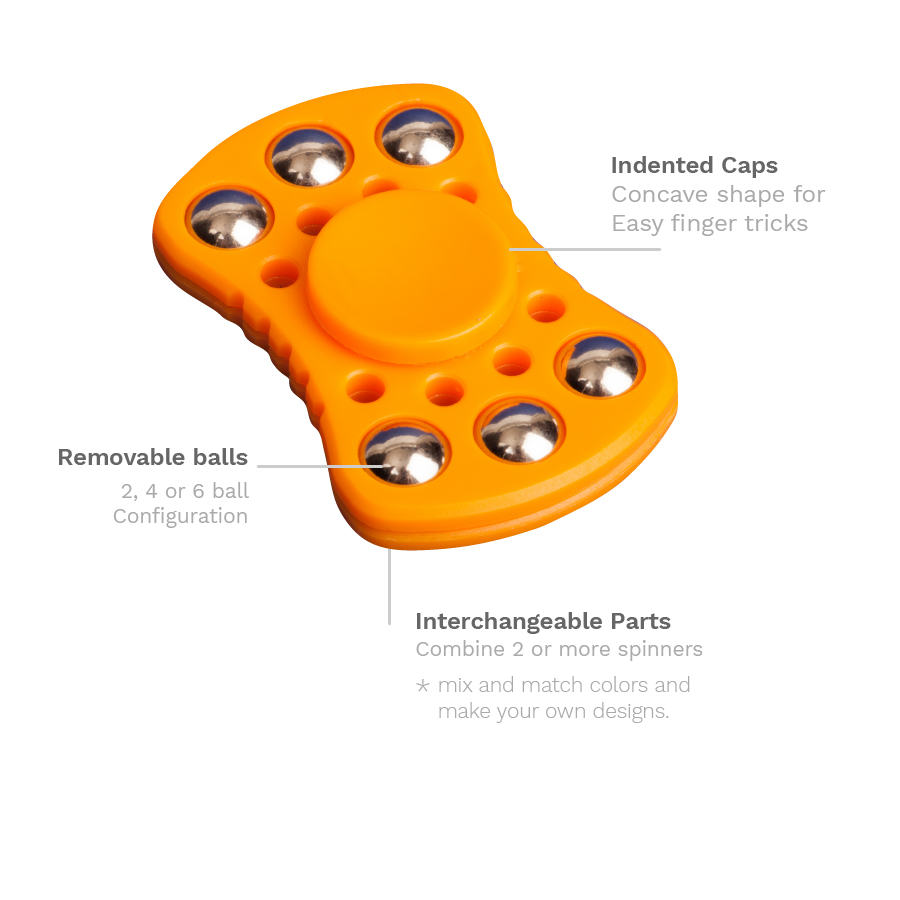 Indented Caps
Concave shape for
Easy finger tricks
Removable balls
2, 4 or 6 ball
Configuration
Interchangeable Parts
Combine 2 or more spinners
* mix and match colors and
make your own designs.